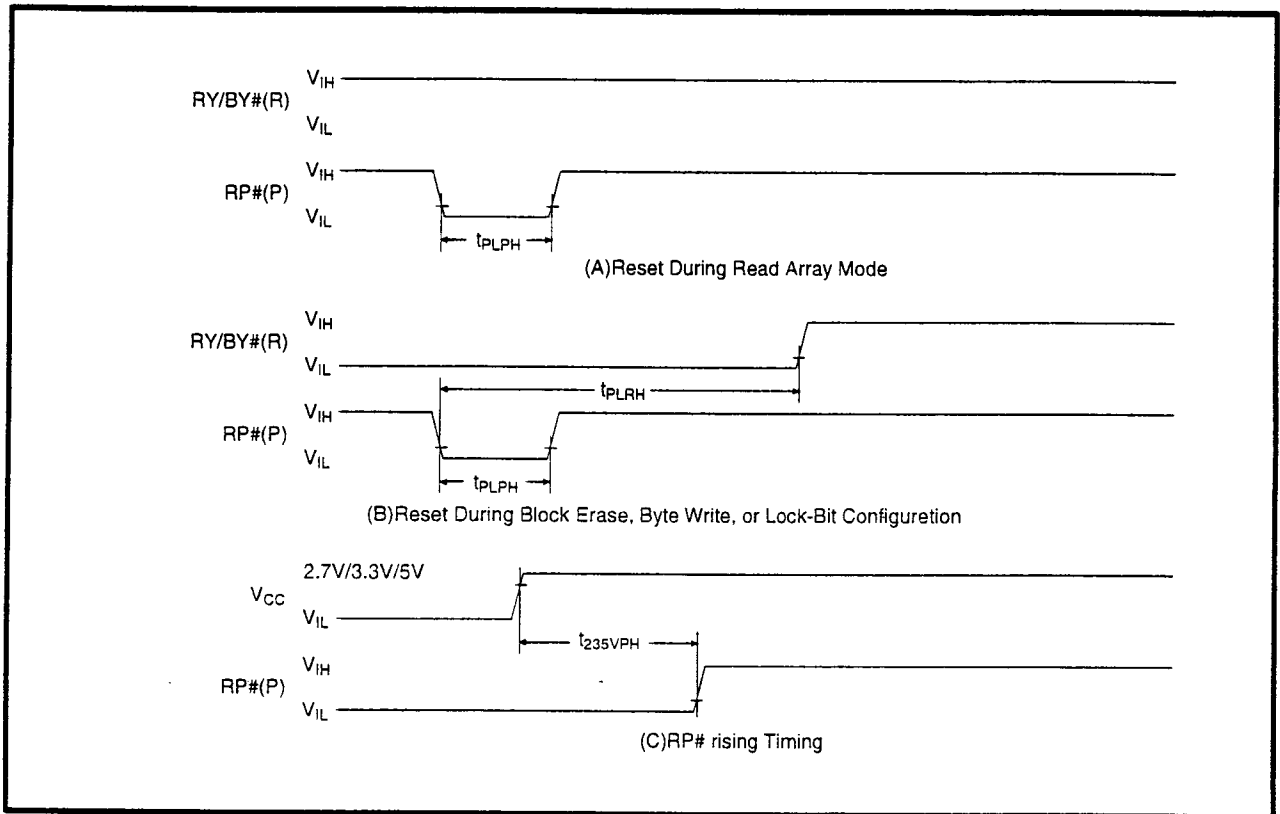 V_IH
RY/BY#(R)
V_IL
V_IH
RP#(P)
V_IL
t_PLPH
(A)Reset During Read Array Mode
V_IH
RY/BY#(R)
V_IL
t_PLRH
V_IH
RP#(P)
V_IL
t_PLPH
(B)Reset During Block Erase, Byte Write, or Lock-Bit Configuretion
2.7V/3.3V/5V
V_CC
V_IL
t_235VPH
V_IH
RP#(P)
V_IL
(C)RP# rising Timing